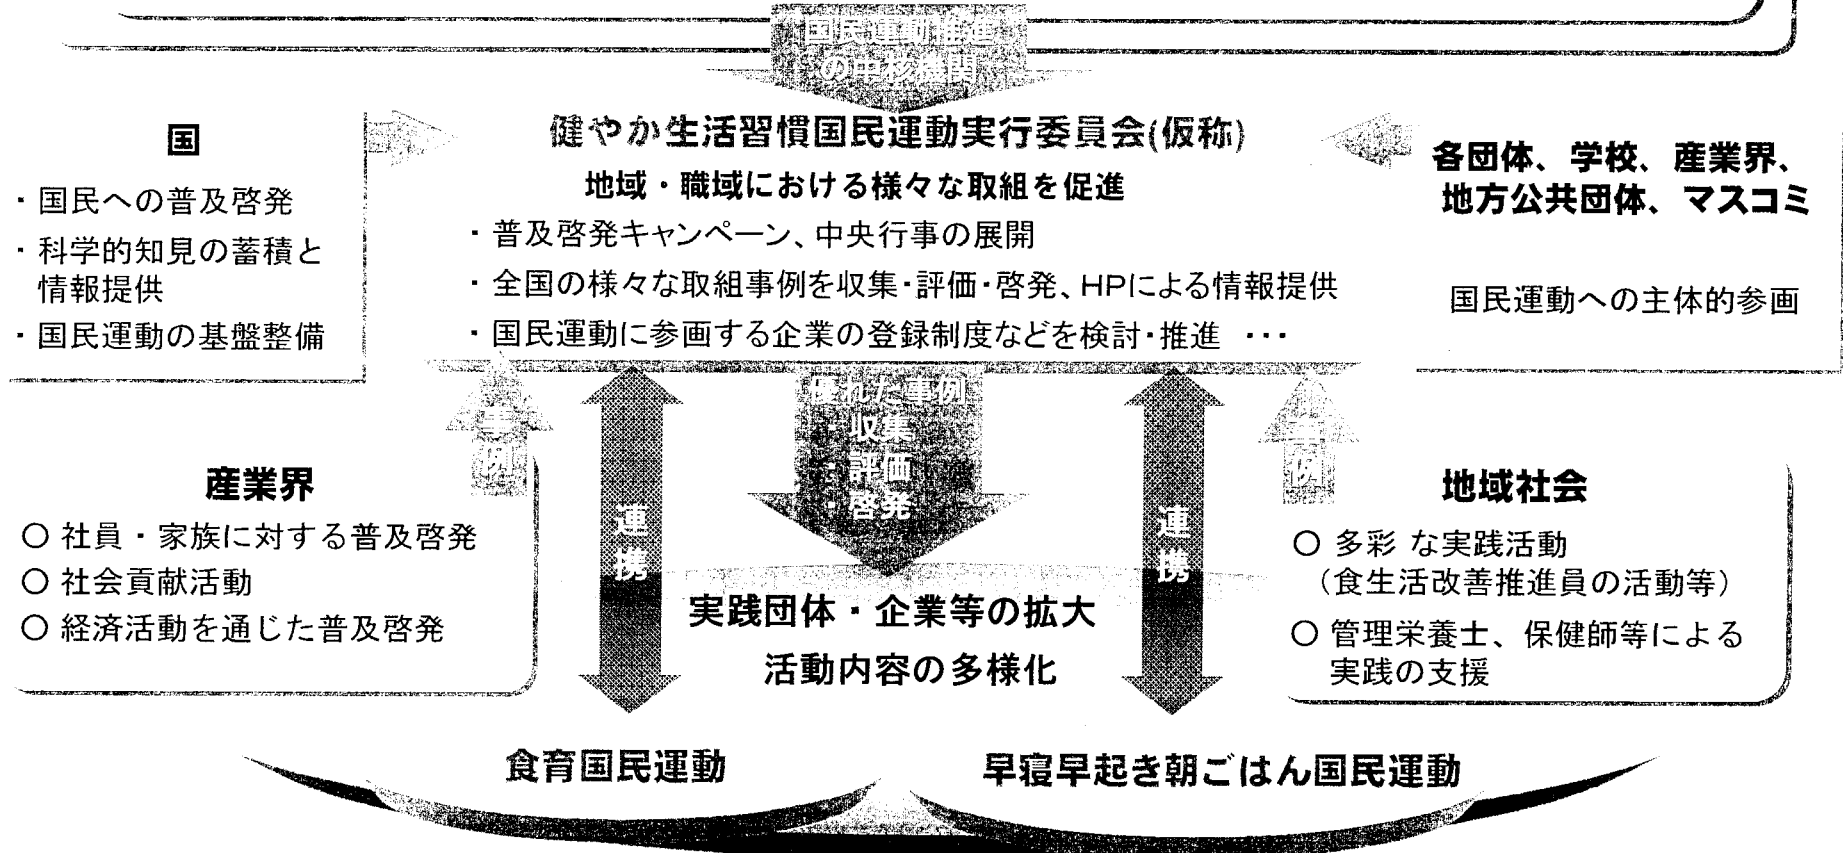 国民運動推進
の中核機関
国
・国民への普及啓発
・科学的知見の蓄積と
情報提供
・国民運動の基盤整備
健やか生活習慣国民運動実行委員会(仮称)
地域・職域における様々な取組を促進
・普及啓発キャンペーン、中央行事の展開
・全国の様々な取組事例を収集・評価・啓発、HPによる情報提供
・国民運動に参画する企業の登録制度などを検討・推進 ・・・
各団体、学校、産業界、
地方公共団体、マスコミ
国民運動への主体的参画
事例
連携
優れた事例
・収集
・評価
・啓発
連携
事例
産業界
○ 社員・家族に対する普及啓発
○ 社会貢献活動
○ 経済活動を通じた普及啓発
実践団体・企業等の拡大
活動内容の多様化
地域社会
○ 多彩 な実践活動
（食生活改善推進員の活動等）
○ 管理栄養士、保健師等による
実践の支援
食育国民運動
早寝早起き朝ごはん国民運動